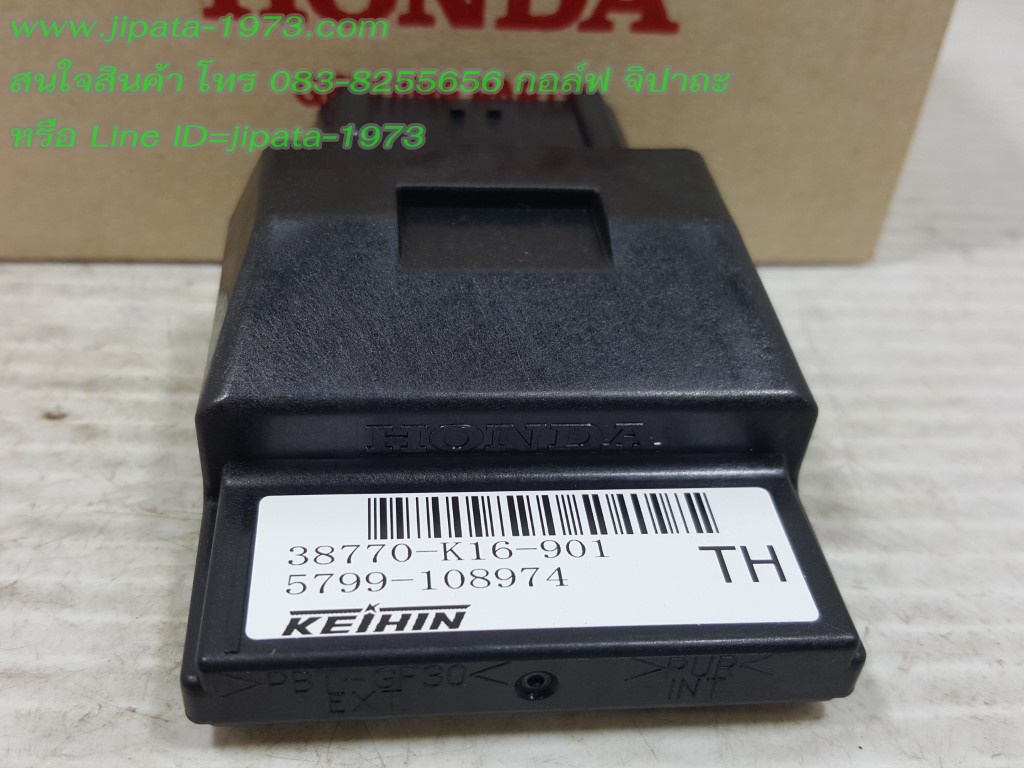 HONDA
www.jipata-1973.com
สนใจสินค้า โทร 083-8255656 กอล์ฟ จิปาถะ
หรือ Line ID=jipata-1973
HONDA
38770-K16-901
5799-108974
TH
KEIHIN
>PBT-GF30<
EXT
>PUR<
INT